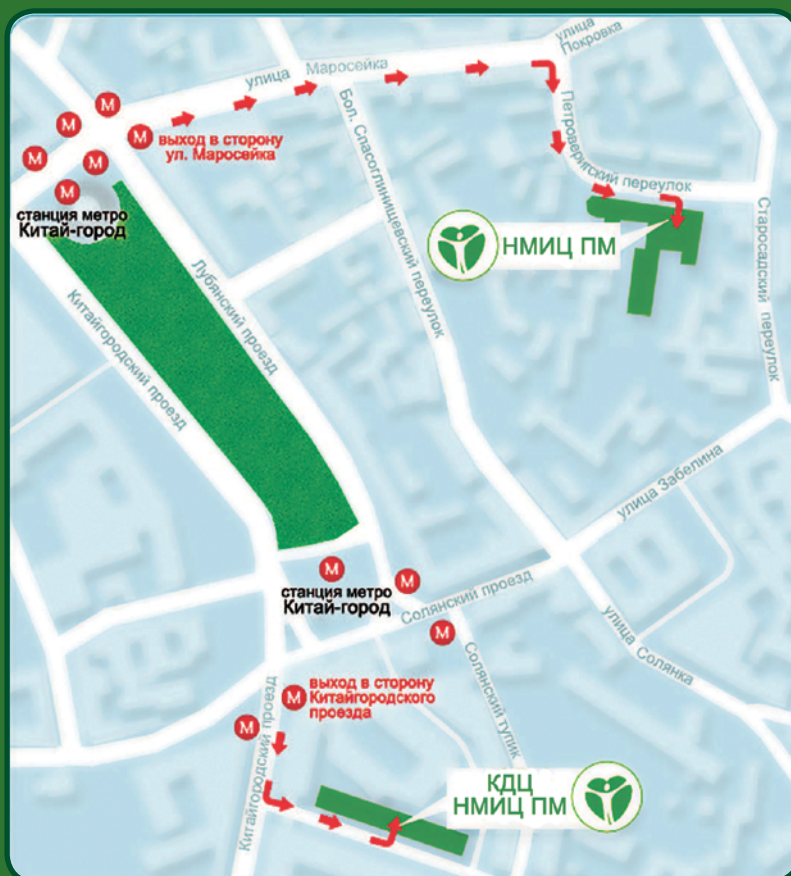 улица
Покровка
улица Маросейка
М
М
М
М
выход в сторону
ул. Маросейка
М
М
Петроверигский переулок
Бол. Спасоглинищевский переулок
станция метро
Китай-город
НМИЦ ПМ
Старосадский переулок
Лубянский проезд
Китайгородский проезд
улица Забелина
М
станция метро
Китай-город
М
Солянский проезд
М
улица Солянка
Солянский тупик
выход в сторону
Китайгородского
проезда
М
М
Китайгородский проезд
КДЦ
НМИЦ ПМ